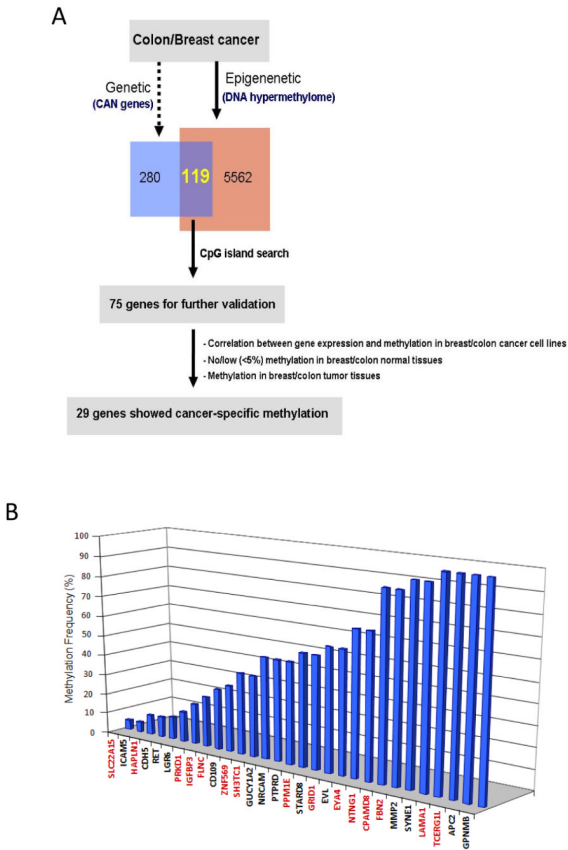 A
Colon/Breast cancer
Genetic
(CAN genes)
Epigenenetic
(DNA hypermethylome)
280
119
5562
CpG island search
75 genes for further validation
- Correlation between gene expression and methylation in breast/colon cancer cell lines
- No/low (<5%) methylation in breast/colon normal tissues
- Methylation in breast/colon tumor tissues
29 genes showed cancer-specific methylation
B
Methylation Frequency (%)
100
90
80
70
60
50
40
30
20
10
0
SLC22A15
ICAM5
HAPLN1
CDH5
RET
LGR6
PRKD1
IGFBP3
FLNC
CD109
ZNF569
SH3TC1
GUCY1A2
NRCAM
PTPRD
PPM1E
STARD8
GRID1
EVL
EYA4
NTNG1
CPAMD8
FBN2
MMP2
SYNE1
LAMA1
TCERG1L
APC2
GPNMB